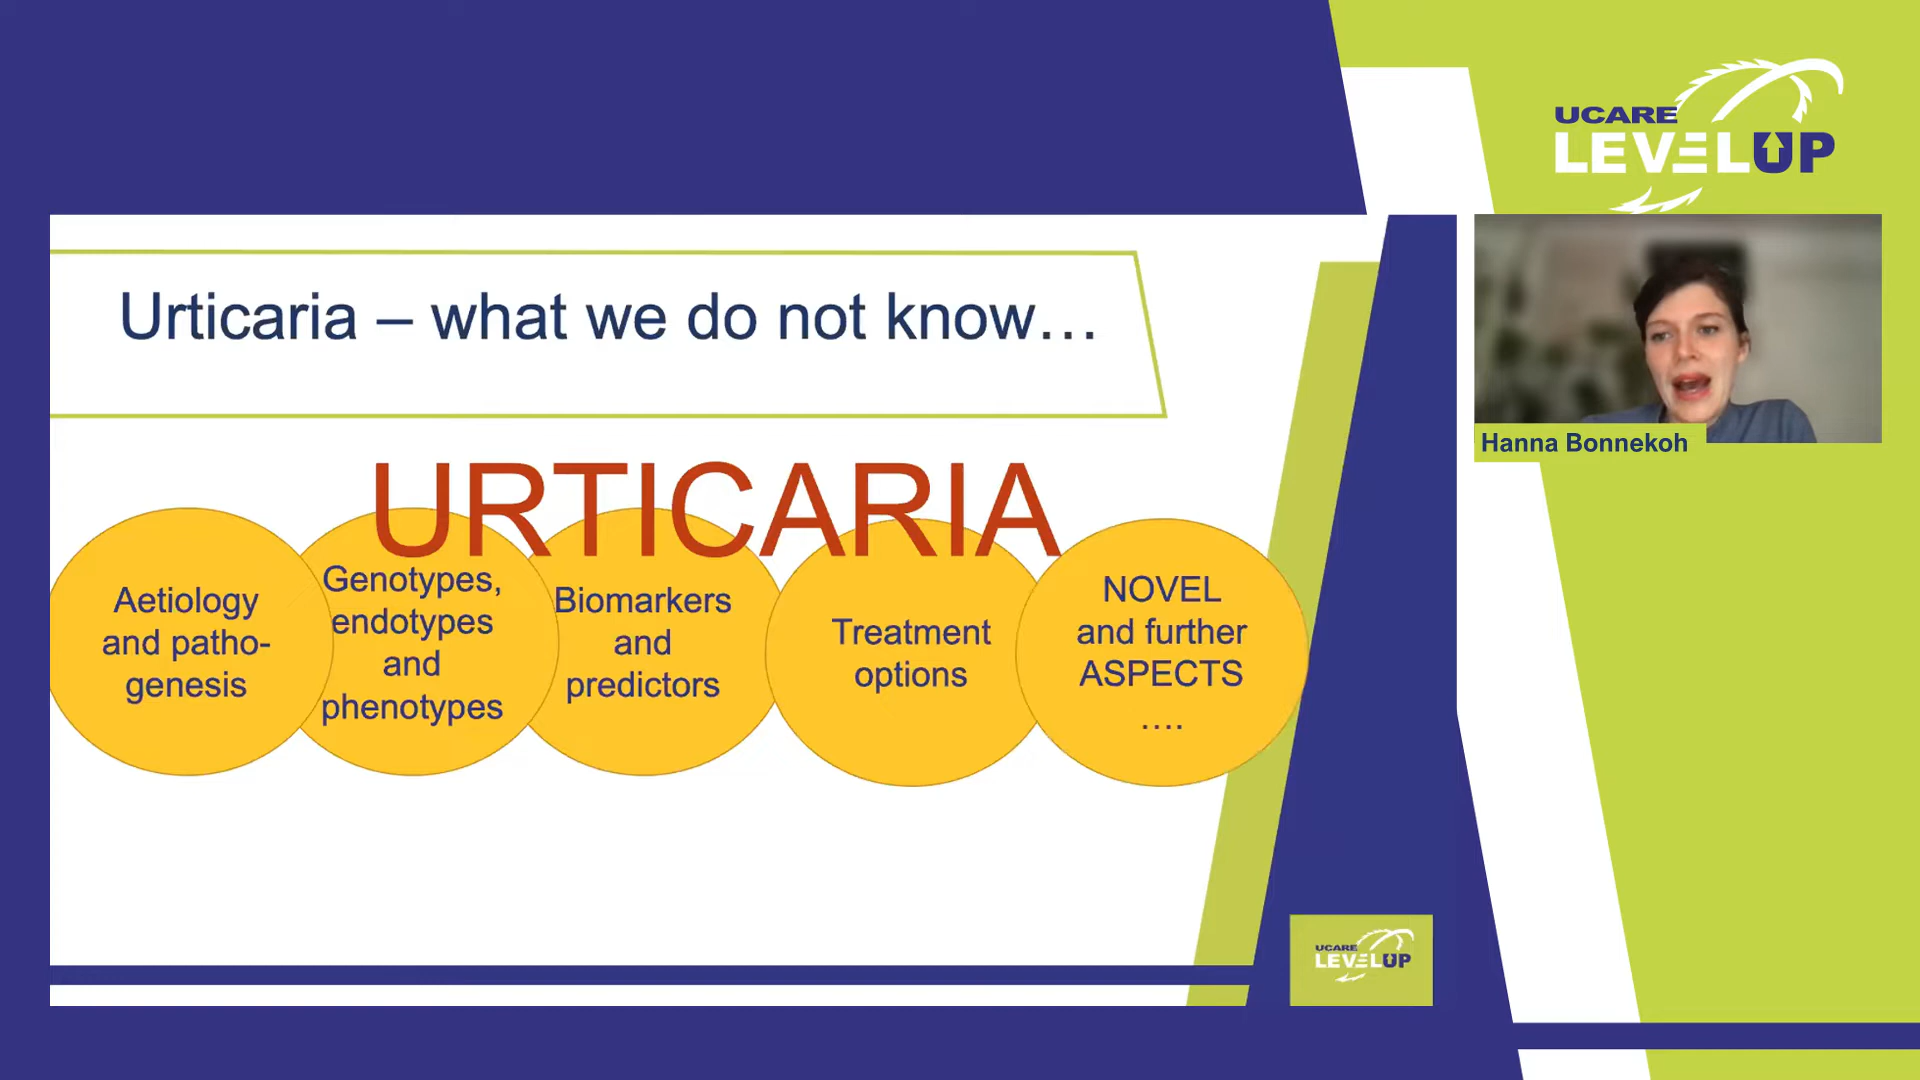 UCARE
LEVELUP
Urticaria – what we do not know…
URTICARIA
Aetiology
and patho-
genesis
Genotypes,
endotypes
and
phenotypes
Biomarkers
and
predictors
Treatment
options
NOVEL
and further
ASPECTS
….
Hanna Bonnekoh
UCARE
LEVELUP